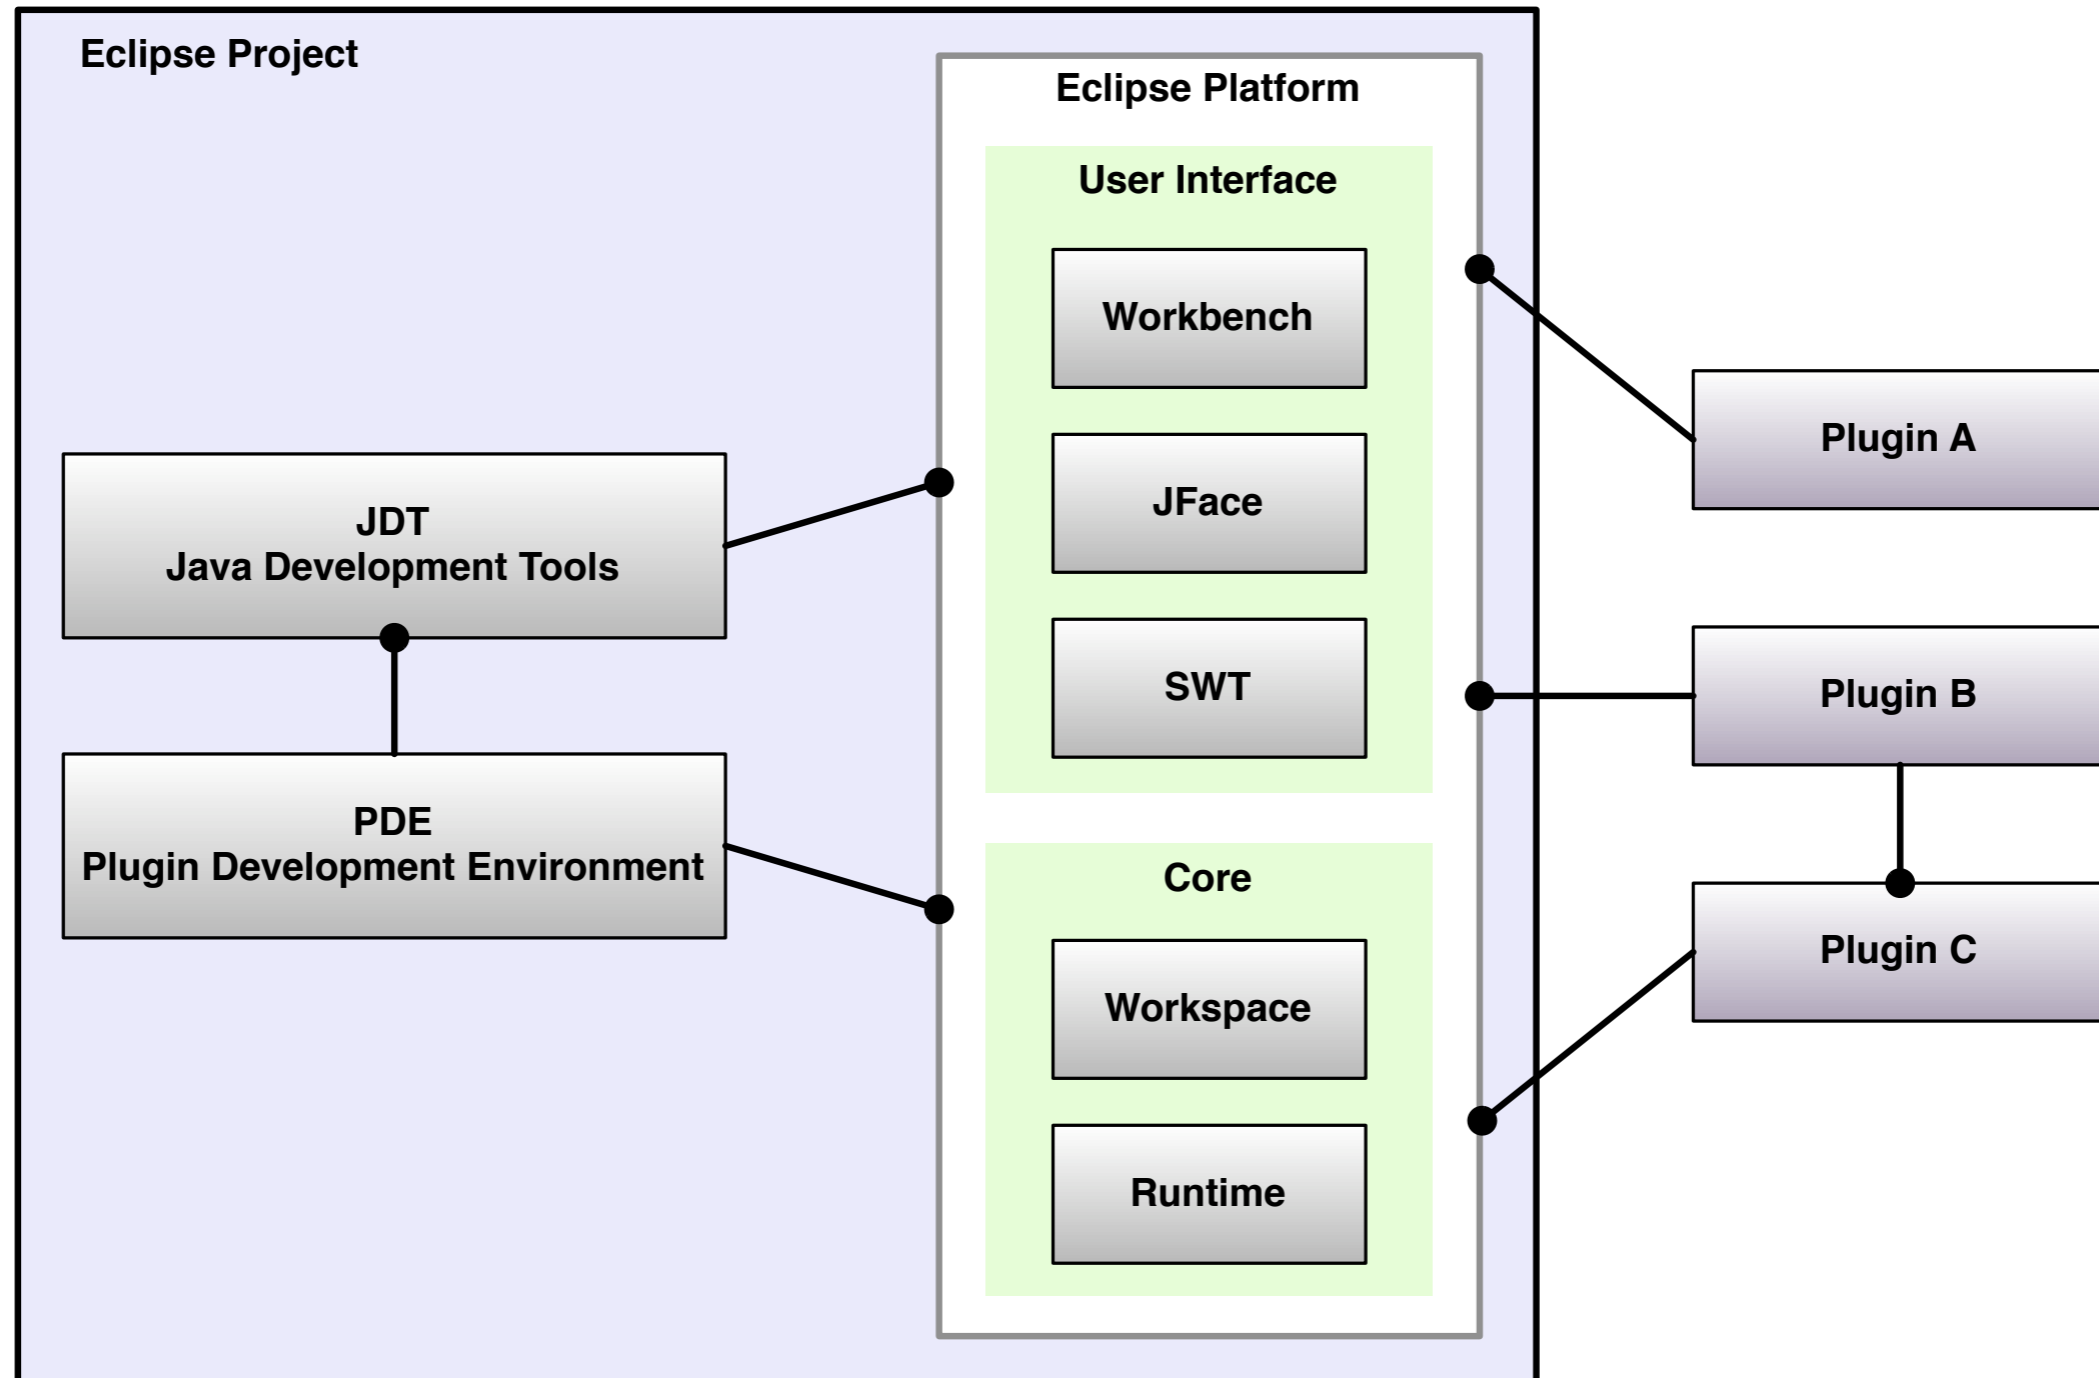 Eclipse Project
Eclipse Platform
User Interface
Workbench
JFace
SWT
Core
Workspace
Runtime
JDT
Java Development Tools
PDE
Plugin Development Environment
Plugin A
Plugin B
Plugin C